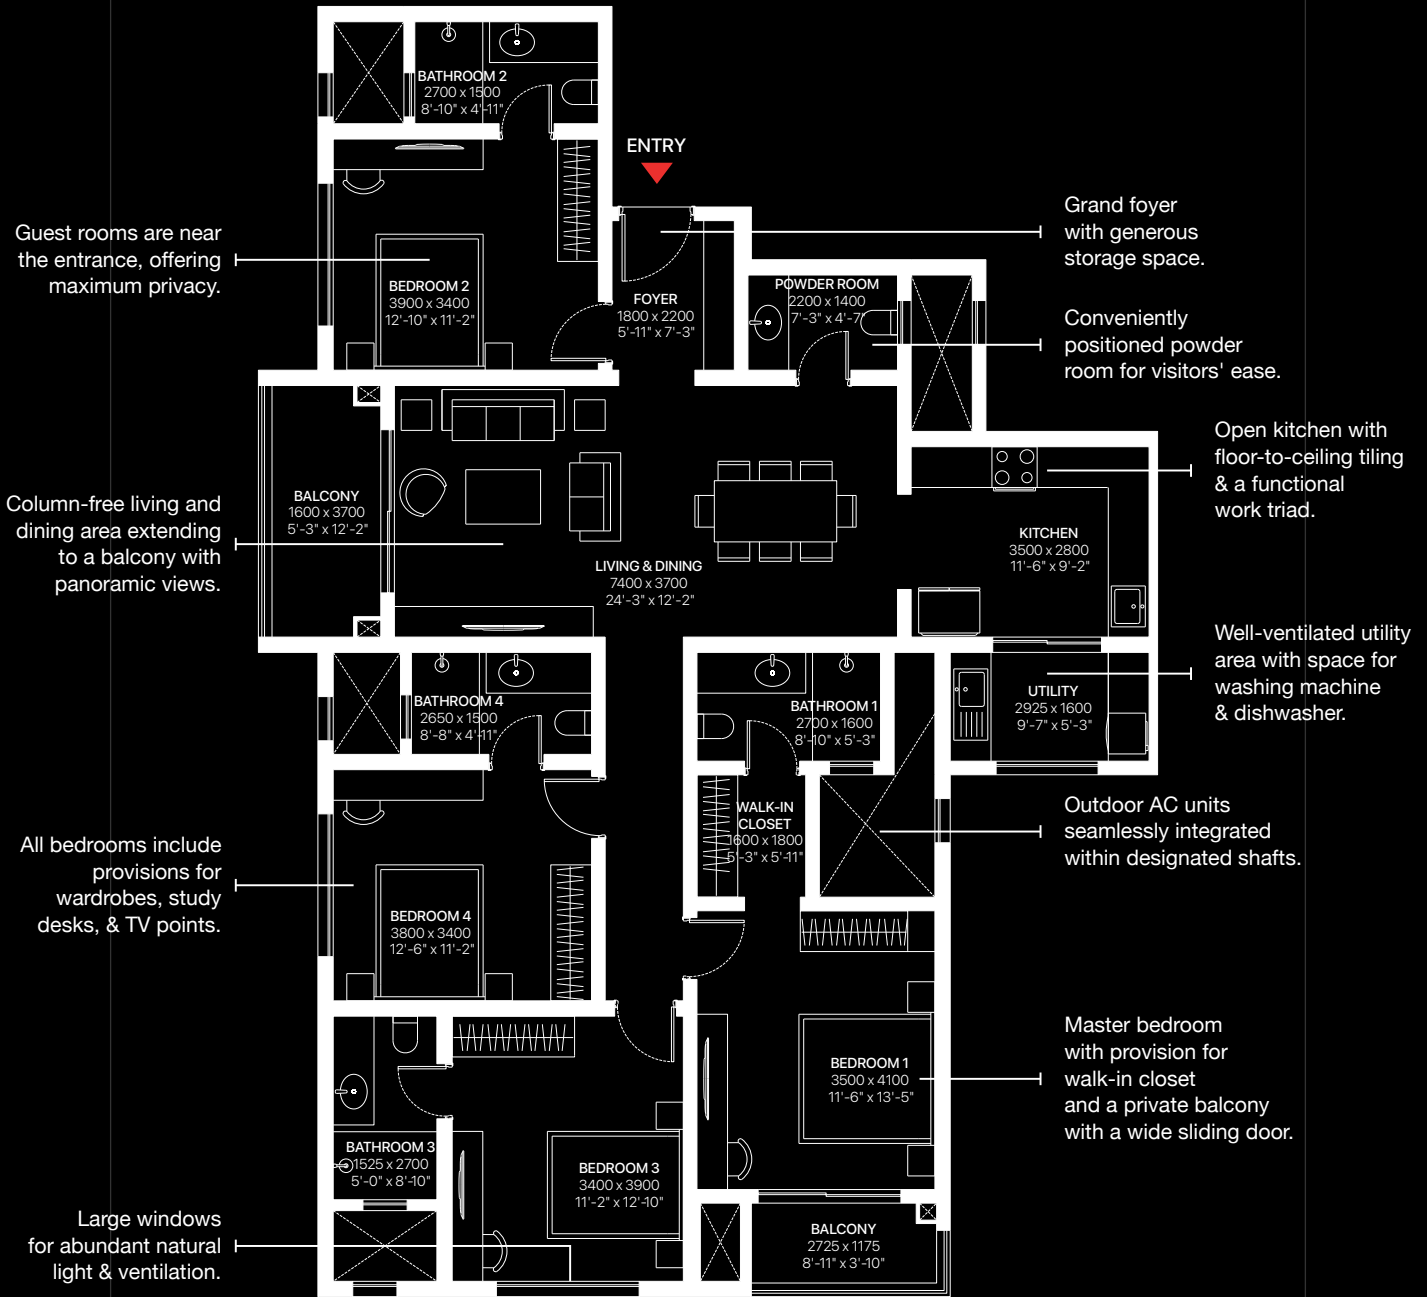 BATHROOM 2
2700 x 1500
8'-10" x 4'-11"
ENTRY
Guest rooms are near
the entrance, offering
maximum privacy.
BEDROOM 2
3900 x 3400
12'-10" x 11'-2"
FOYER
1800 x 2200
5'-11" x 7'-3"
POWDER ROOM
2200 x 1400
7'-3" x 4'-7"
Grand foyer
with generous
storage space.
Conveniently
positioned powder
room for visitors' ease.
Column-free living and
dining area extending
to a balcony with
panoramic views.
BALCONY
1600 x 3700
5'-3" x 12'-2"
LIVING & DINING
7400 x 3700
24'-3" x 12'-2"
KITCHEN
3500 x 2800
11'-6" x 9'-2"
Open kitchen with
floor-to-ceiling tiling
& a functional
work triad.
BATHROOM 4
2650 x 1500
8'-8" x 4'-11"
BATHROOM 1
2700 x 1600
8'-10" x 5'-3"
UTILITY
2925 x 1600
9'-7" x 5'-3"
Well-ventilated utility
area with space for
washing machine
& dishwasher.
WALK-IN
CLOSET
1600 x 1800
5'-3" x 5'-11"
Outdoor AC units
seamlessly integrated
within designated shafts.
All bedrooms include
provisions for
wardrobes, study
desks, & TV points.
BEDROOM 4
3800 x 3400
12'-6" x 11'-2"
BEDROOM 1
3500 x 4100
11'-6" x 13'-5"
Master bedroom
with provision for
walk-in closet
and a private balcony
with a wide sliding door.
BATHROOM 3
1525 x 2700
5'-0" x 8'-10"
BEDROOM 3
3400 x 3900
11'-2" x 12'-10"
Large windows
for abundant natural
light & ventilation.
BALCONY
2725 x 1175
8'-11" x 3'-10"